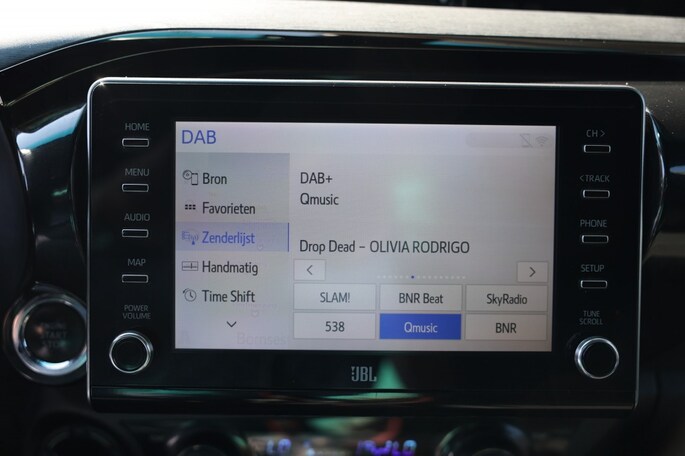 HOME
MENU
AUDIO
MAP
POWER
VOLUME
DAB
Bron
Favorieten
Zenderlijst
Handmatig
Time Shift
DAB+
Qmusic
Drop Dead – OLIVIA RODRIGO
SLAM!
BNR Beat
SkyRadio
538
Qmusic
BNR
CH >
< TRACK
PHONE
SETUP
TUNE
SCROLL
JBL